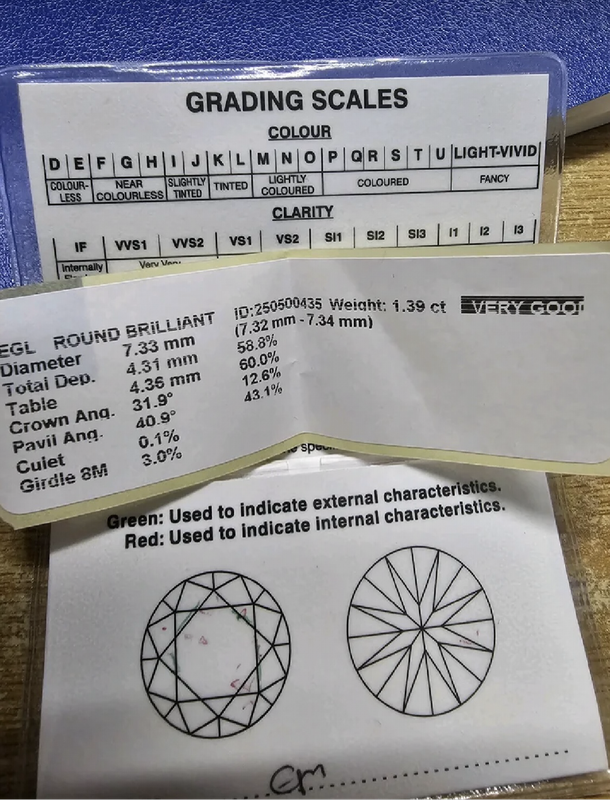 GRADING SCALES
COLOUR
D E F G H I J K L M N O P Q R S T U LIGHT-VIVID
COLOUR-LESS NEAR COLOURLESS SLIGHTLY TINTED TINTED LIGHTLY COLOURED COLOURED FANCY
CLARITY
IF VVS1 VVS2 VS1 VS2 SI1 SI2 SI3 I1 I2 I3
Internally
EGL ROUND BRILLIANT ID:250500435 Weight: 1.39 ct VERY GOOD
Diameter 7.33 mm (7.32 mm - 7.34 mm)
Total Dep. 4.31 mm 58.8%
Table 4.36 mm 60.0%
Crown Ang. 31.9° 12.6%
Pavil Ang. 40.9° 43.1%
Culet 0.1%
Girdle 8M 3.0%
Green: Used to indicate external characteristics.
Red: Used to indicate internal characteristics.